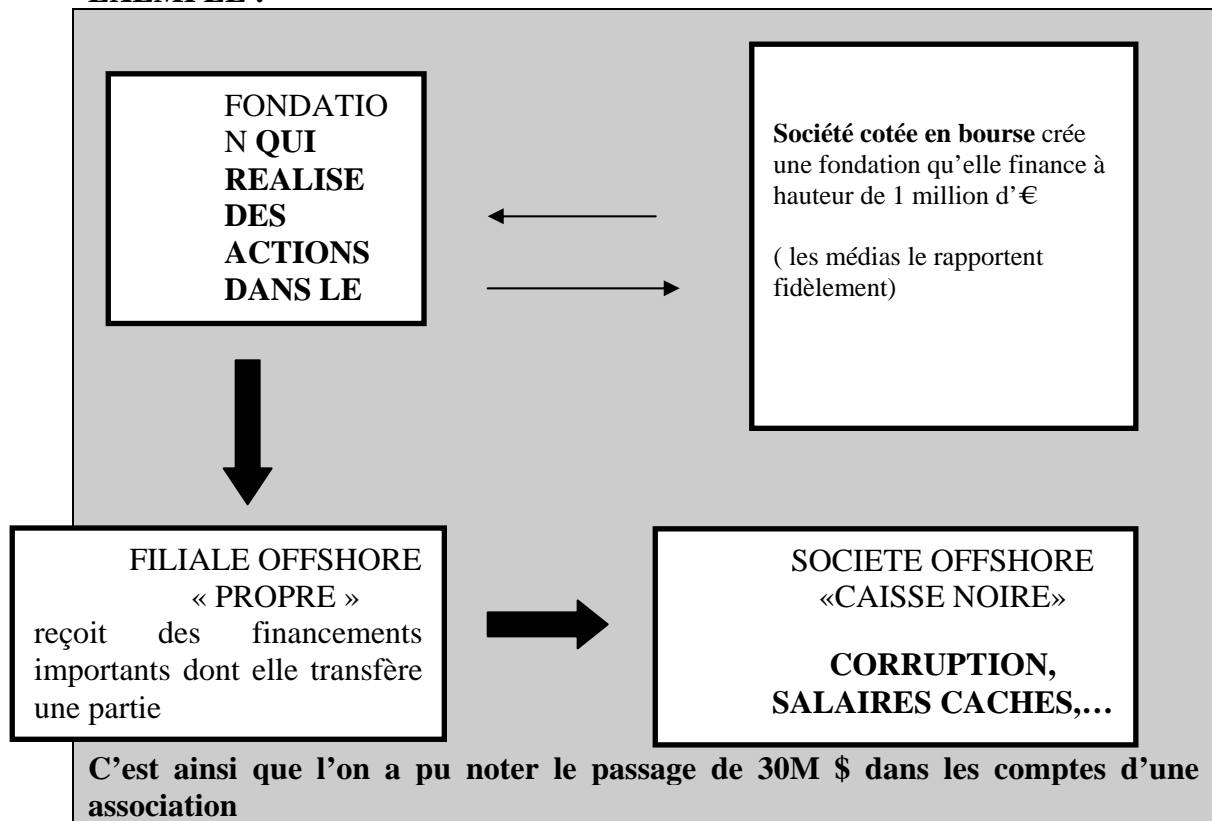 EXEMPLE :
FONDATIO
N QUI
REALISE
DES
ACTIONS
DANS LE
Société cotée en bourse crée
une fondation qu’elle finance à
hauteur de 1 million d’€
( les médias le rapportent
fidèlement)
FILIALE OFFSHORE
« PROPRE »
reçoit des financements
importants dont elle transfère
une partie
SOCIETE OFFSHORE
«CAISSE NOIRE»
CORRUPTION,
SALAIRES CACHES,…
C’est ainsi que l’on a pu noter le passage de 30M $ dans les comptes d’une
association